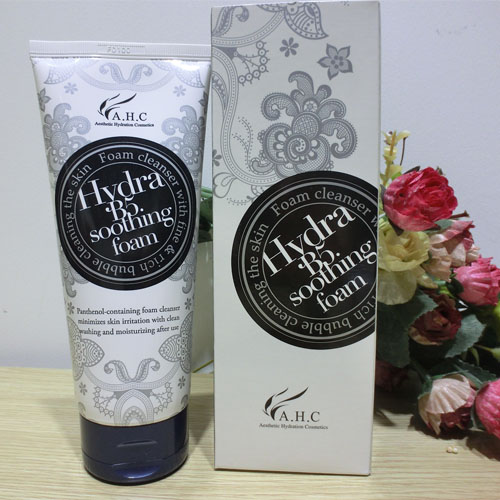 A.H.C
Aesthetic Hydration Cosmetics
Foam cleanser with fine & rich bubble cleaning the skin
Hydra
B5.
soothing
foam
Panthenol-containing foam cleanser
minimizes skin irritation with clean
washing and moisturizing after use
Foam cleanser
rich bubble cleaning the skin
Hydra
B5.
soothing
foam
A.H.C
Aesthetic Hydration Cosmetics